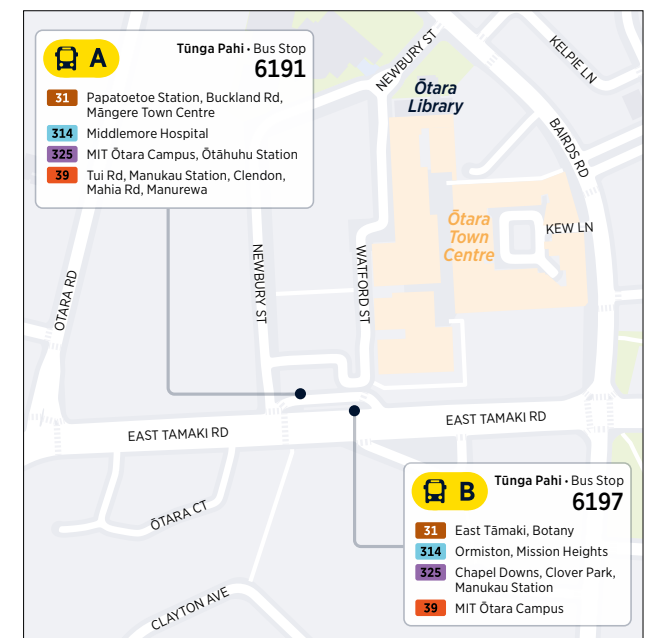 A
Tūnga Pahi • Bus Stop
6191
31 Papatoetoe Station, Buckland Rd,
Māngere Town Centre
314 Middlemore Hospital
325 MIT Ōtara Campus, Ōtāhuhu Station
39 Tui Rd, Manukau Station, Clendon,
Mahia Rd, Manurewa
NEWBURY ST
KELPIE LN
Ōtara
Library
BAIRDS RD
Ōtara
Town
Centre
KEW LN
OTARA RD
NEWBURY ST
WATFORD ST
EAST TAMAKI RD
EAST TAMAKI RD
ŌTARA CT
CLAYTON AVE
B
Tūnga Pahi • Bus Stop
6197
31 East Tāmaki, Botany
314 Ormiston, Mission Heights
325 Chapel Downs, Clover Park,
Manukau Station
39 MIT Ōtara Campus